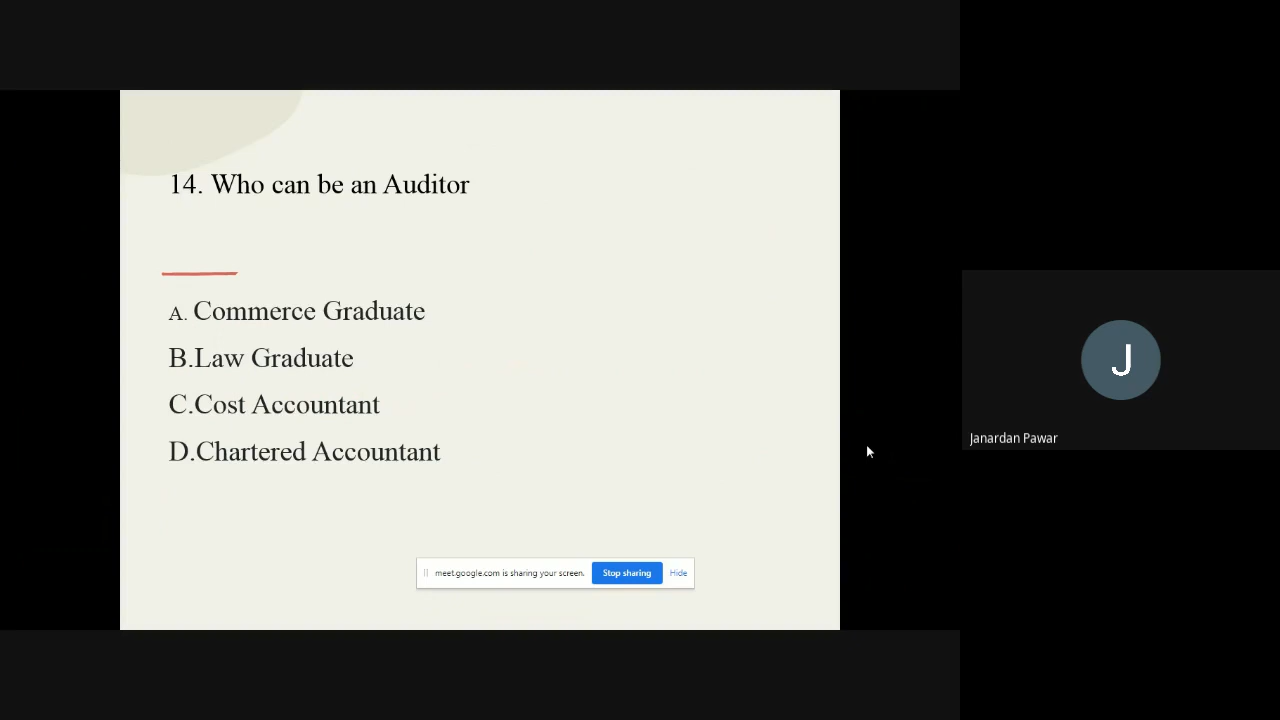 14. Who can be an Auditor
A. Commerce Graduate
B.Law Graduate
C.Cost Accountant
D.Chartered Accountant
meet.google.com is sharing your screen. Stop sharing Hide
J
Janardan Pawar